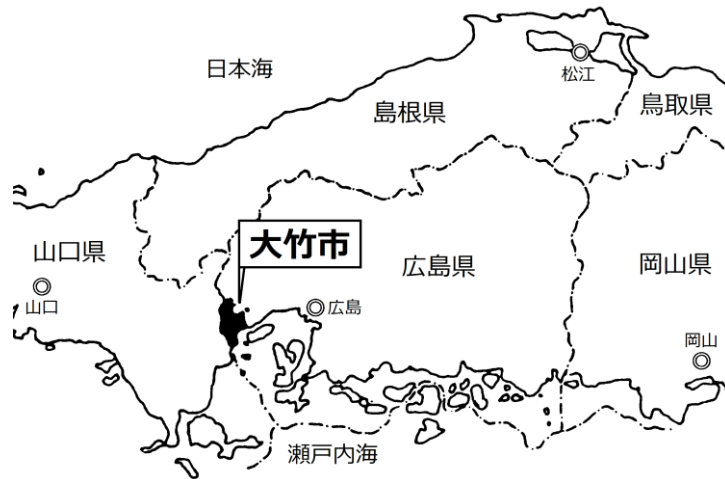 日本海
松江
島根県
鳥取県
山口県
大竹市
広島県
岡山県
山口
広島
岡山
瀬戸内海